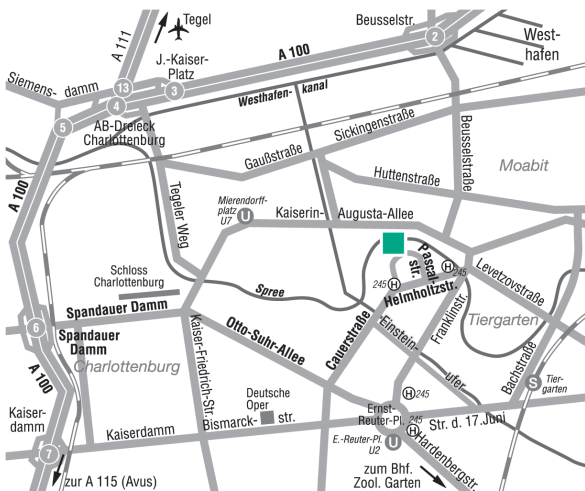 Tegel
A 111
Beusselstr.
2
West-
hafen
A 100
J.-Kaiser-
Platz
Siemens-
damm
13
3
4
5
AB-Dreieck
Charlottenburg
Westhafen-
kanal
Sickingenstraße
Gaußstraße
Beusselstraße
Moabit
Huttenstraße
A 100
Tegeler Weg
Mierendorff-
platz
U7
U
Kaiserin-
Augusta-Allee
Pascal-
str.
H
245
Levetzovstraße
Schloss
Charlottenburg
Spree
245
H
Helmholtzstr.
Spandauer Damm
Franklinstr.
Tiergarten
6
Spandauer
Damm
Charlottenburg
Kaiser-Friedrich-Str.
Otto-Suhr-Allee
Cauerstraße
Einstein-
ufer
Bachstraße
A 100
S
Tier-
garten
Deutsche
Oper
H
245
Kaiser-
damm
Kaiserdamm
Bismarck-
str.
Ernst-
Reuter-Pl.
245
H
Str. d. 17.Juni
E.-Reuter-Pl.
U2
U
Hardenbergstr.
7
zur A 115 (Avus)
zum Bhf.
Zool. Garten